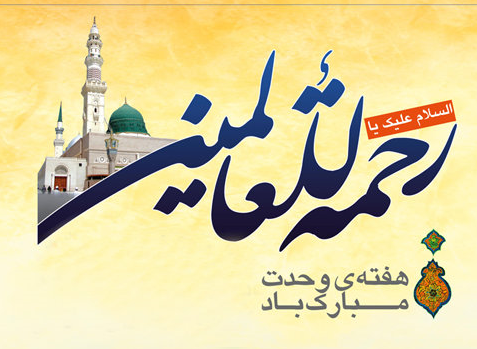 السلام علیک یا
رحمة للعالمین
هفته‌ی وحدت
مبارک باد